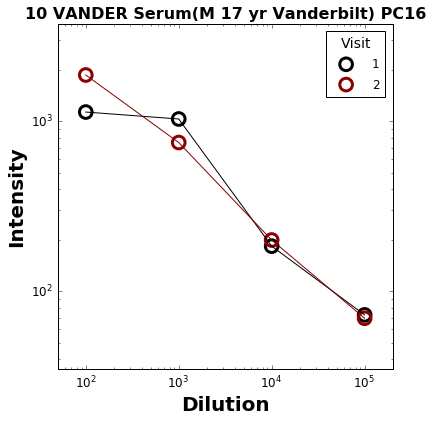 10 VANDER Serum(M 17 yr Vanderbilt) PC16
Visit
1
2
Intensity
10³
10²
10² 10³ 10⁴ 10⁵
Dilution